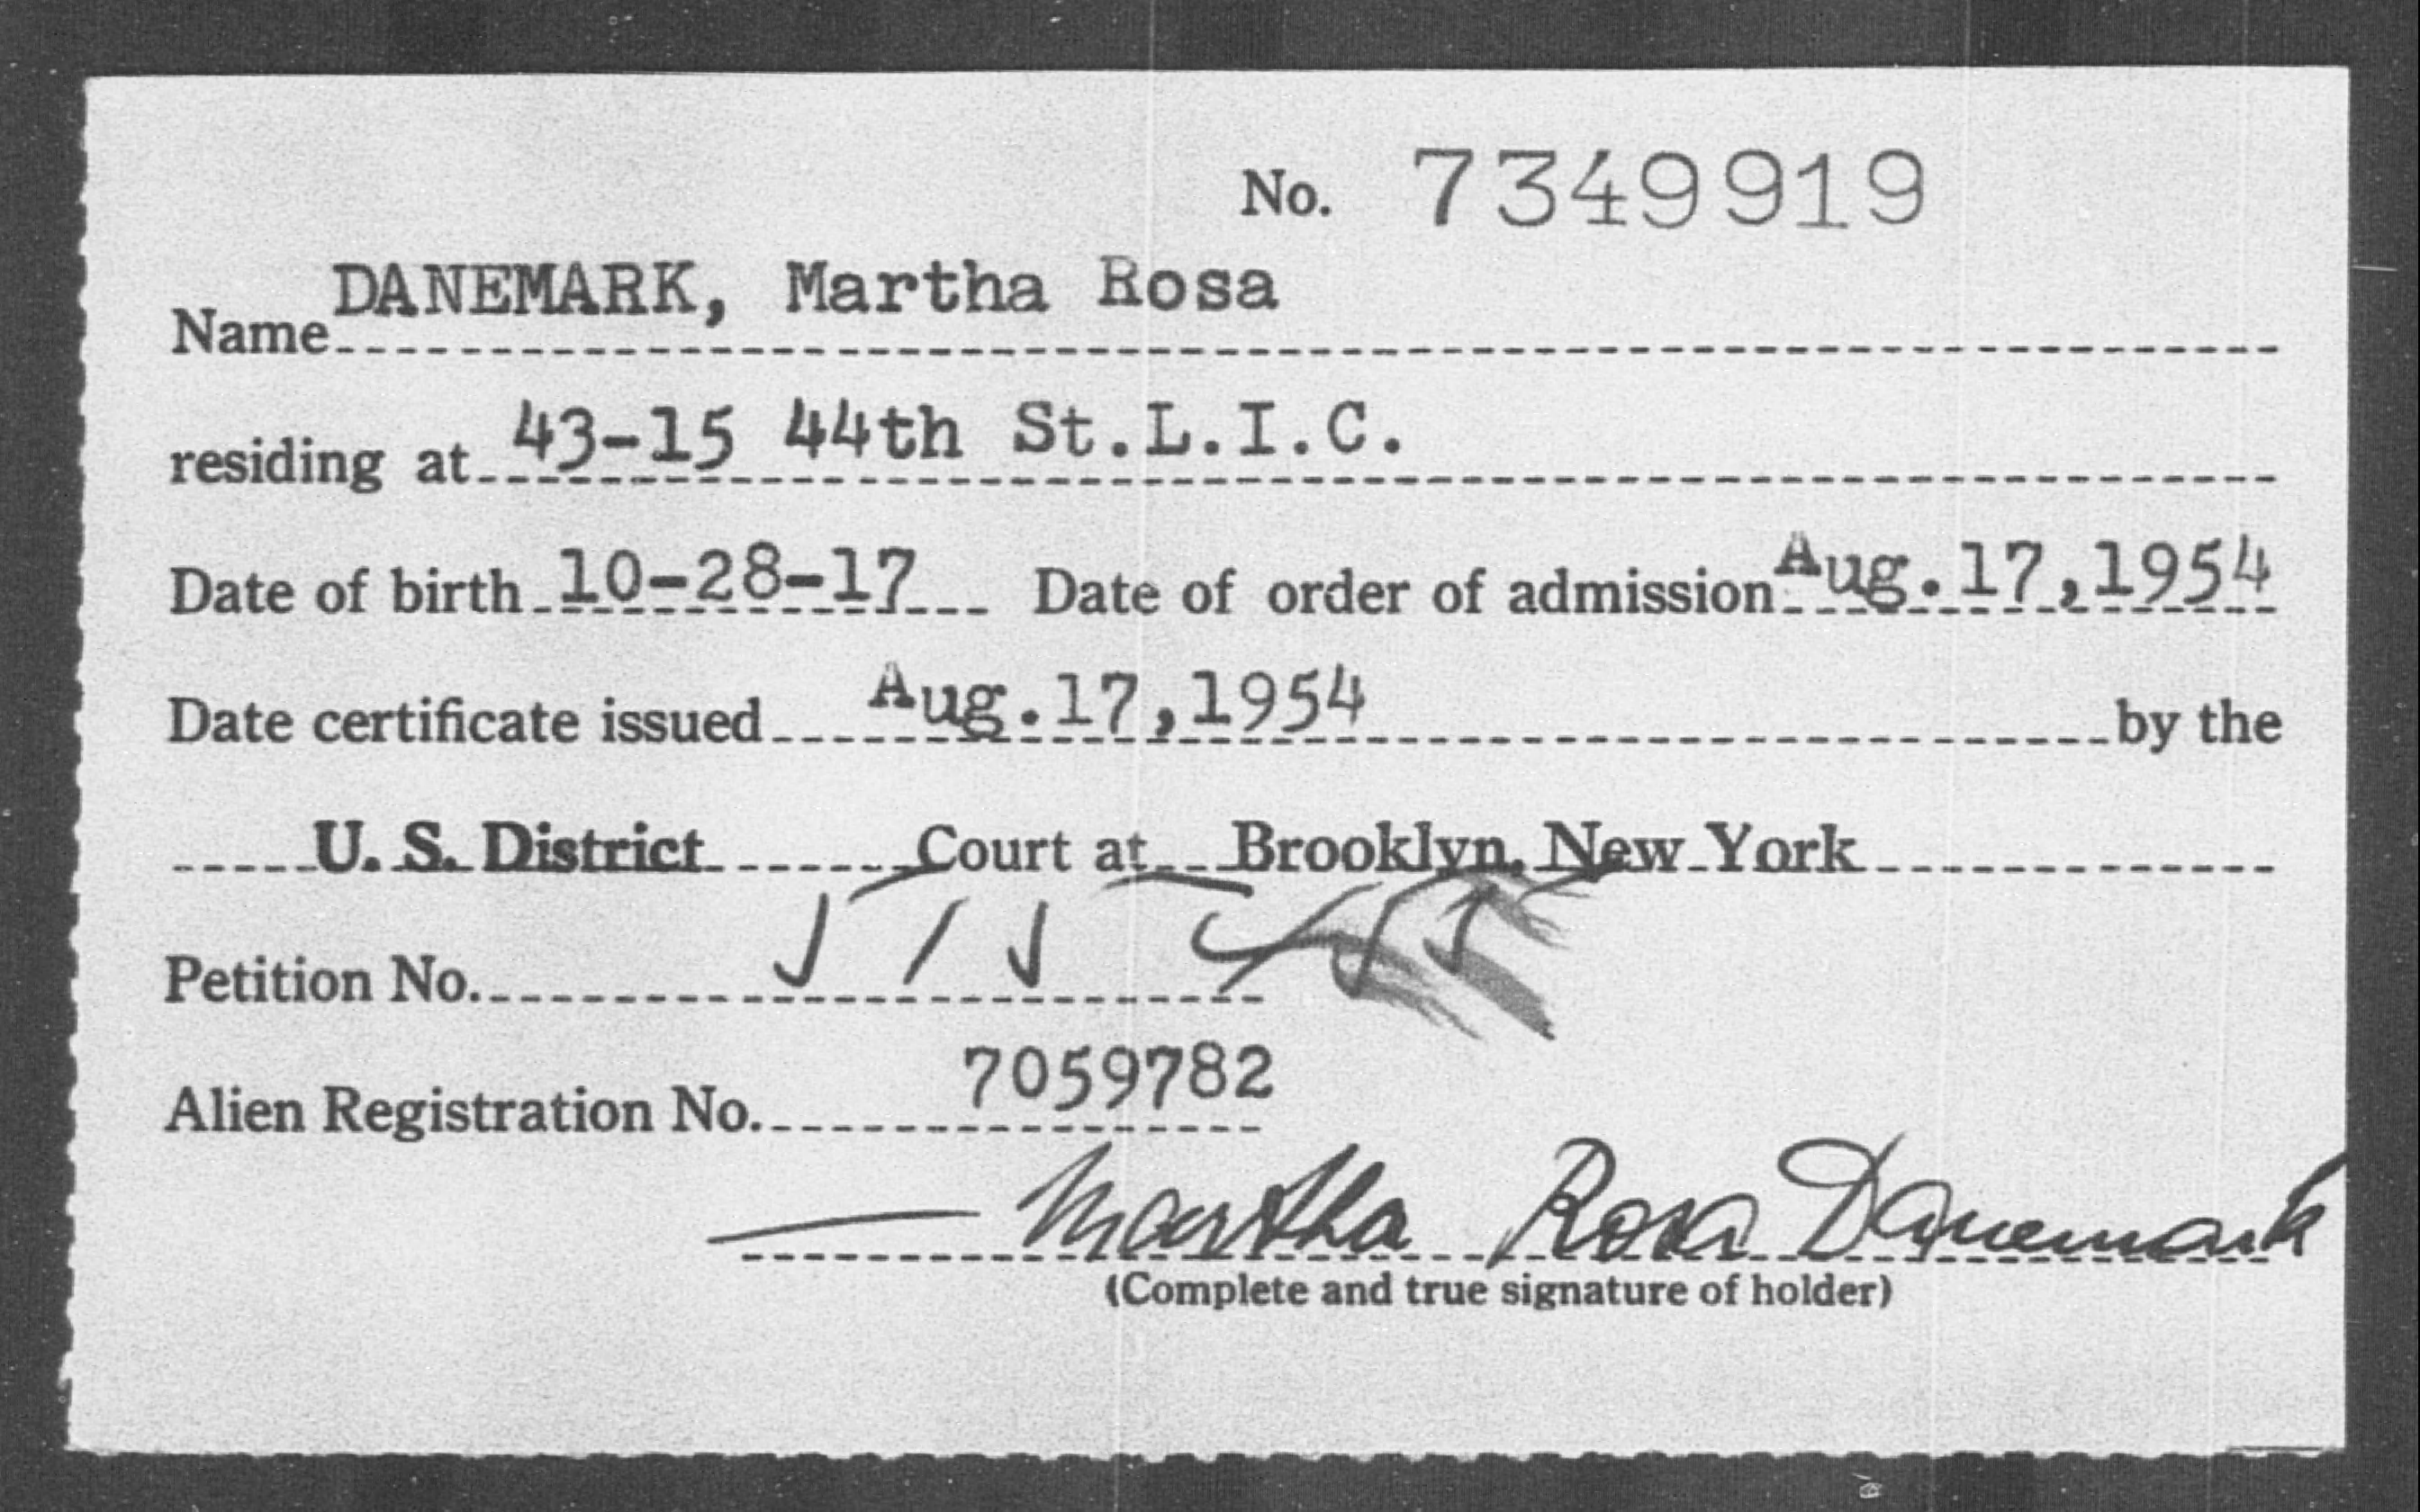 No. 7349919
Name DANEMARK, Martha Rosa
residing at 43-15 44th St.L.I.C.
Date of birth 10-28-17 Date of order of admission Aug.17,1954
Date certificate issued Aug.17,1954 by the
U. S. District Court at Brooklyn, New York
Petition No.
Alien Registration No. 7059782
Martha Rosa Danemark
(Complete and true signature of holder)